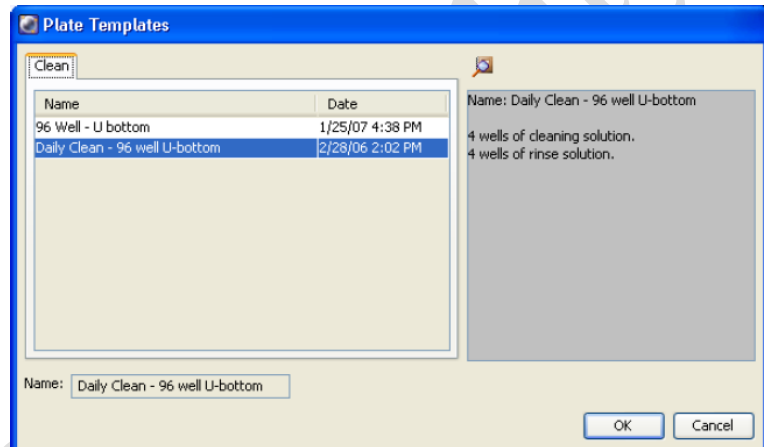 Plate Templates
Clean
Name Date
96 Well - U bottom 1/25/07 4:38 PM
Daily Clean - 96 well U-bottom 2/28/06 2:02 PM
Name: Daily Clean - 96 well U-bottom
4 wells of cleaning solution.
4 wells of rinse solution.
Name: Daily Clean - 96 well U-bottom
OK Cancel